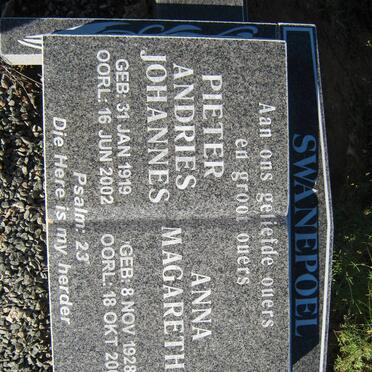 SWANEPOEL
Aan ons geliefde ouers
en groot ouers
PIETER
ANDRIES
JOHANNES
GEB: 31 JAN 1919
OORL: 16 JUN 2002
ANNA
MAGARETH
GEB: 8 NOV 1928
OORL: 18 OKT 20
Psalm: 23
Die Here is my herder